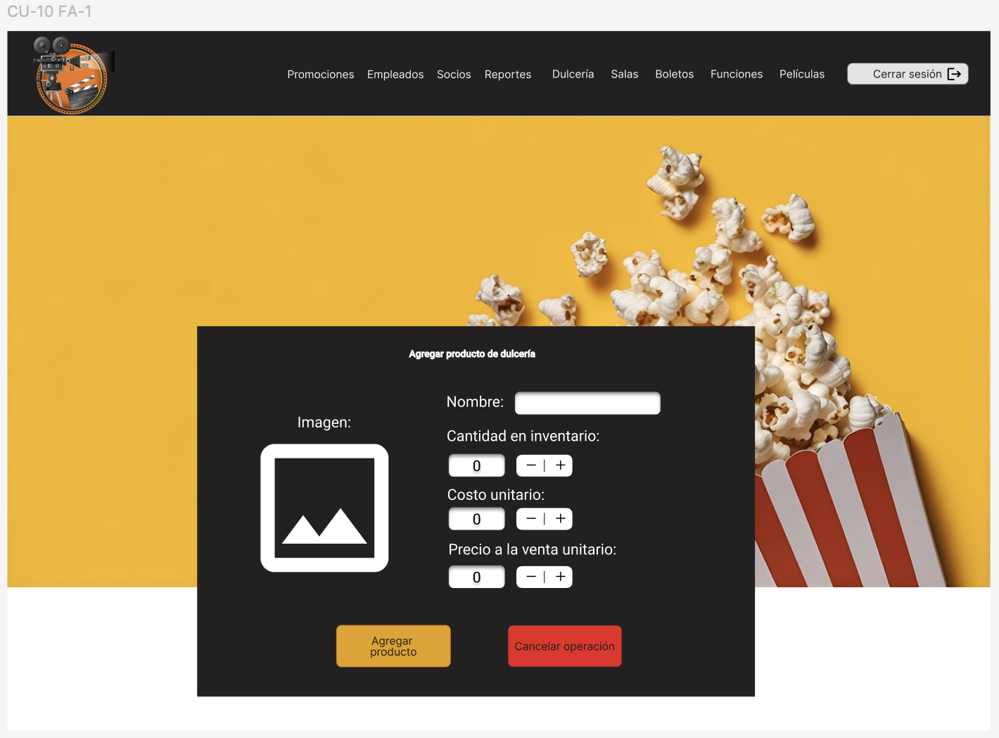 CU-10 FA-1
Promociones Empleados Socios Reportes Dulcería Salas Boletos Funciones Películas Cerrar sesión
Agregar producto de dulcería
Nombre:
Imagen:
Cantidad en inventario:
0 − | +
Costo unitario:
0 − | +
Precio a la venta unitario:
0 − | +
Agregar
producto
Cancelar operación